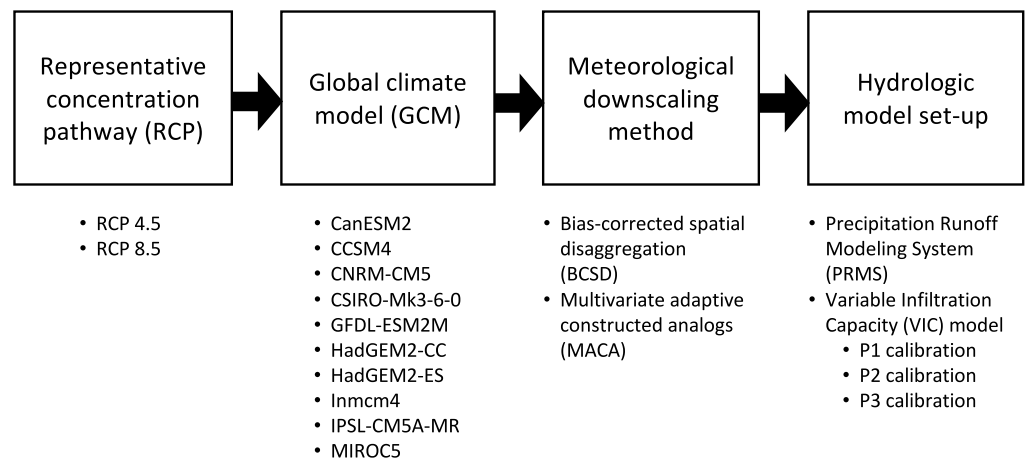 Representative
concentration
pathway (RCP)
Global climate
model (GCM)
Meteorological
downscaling
method
Hydrologic
model set-up
• RCP 4.5
• RCP 8.5
• CanESM2
• CCSM4
• CNRM-CM5
• CSIRO-Mk3-6-0
• GFDL-ESM2M
• HadGEM2-CC
• HadGEM2-ES
• Inmcm4
• IPSL-CM5A-MR
• MIROC5
• Bias-corrected spatial
disaggregation
(BCSD)
• Multivariate adaptive
constructed analogs
(MACA)
• Precipitation Runoff
Modeling System
(PRMS)
• Variable Infiltration
Capacity (VIC) model
• P1 calibration
• P2 calibration
• P3 calibration